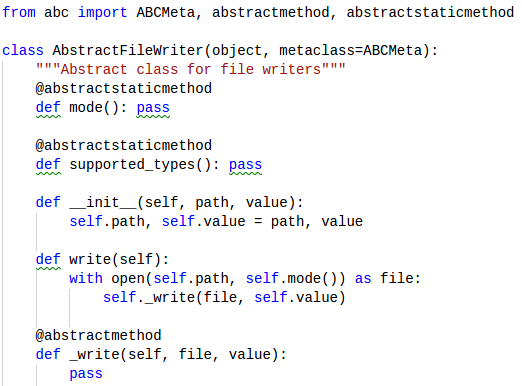 from abc import ABCMeta, abstractmethod, abstractstaticmethod
class AbstractFileWriter(object, metaclass=ABCMeta):
    """Abstract class for file writers"""
    @abstractstaticmethod
    def mode(): pass
    @abstractstaticmethod
    def supported_types(): pass
    def __init__(self, path, value):
        self.path, self.value = path, value
    def write(self):
        with open(self.path, self.mode()) as file:
            self._write(file, self.value)
    @abstractmethod
    def _write(self, file, value):
        pass